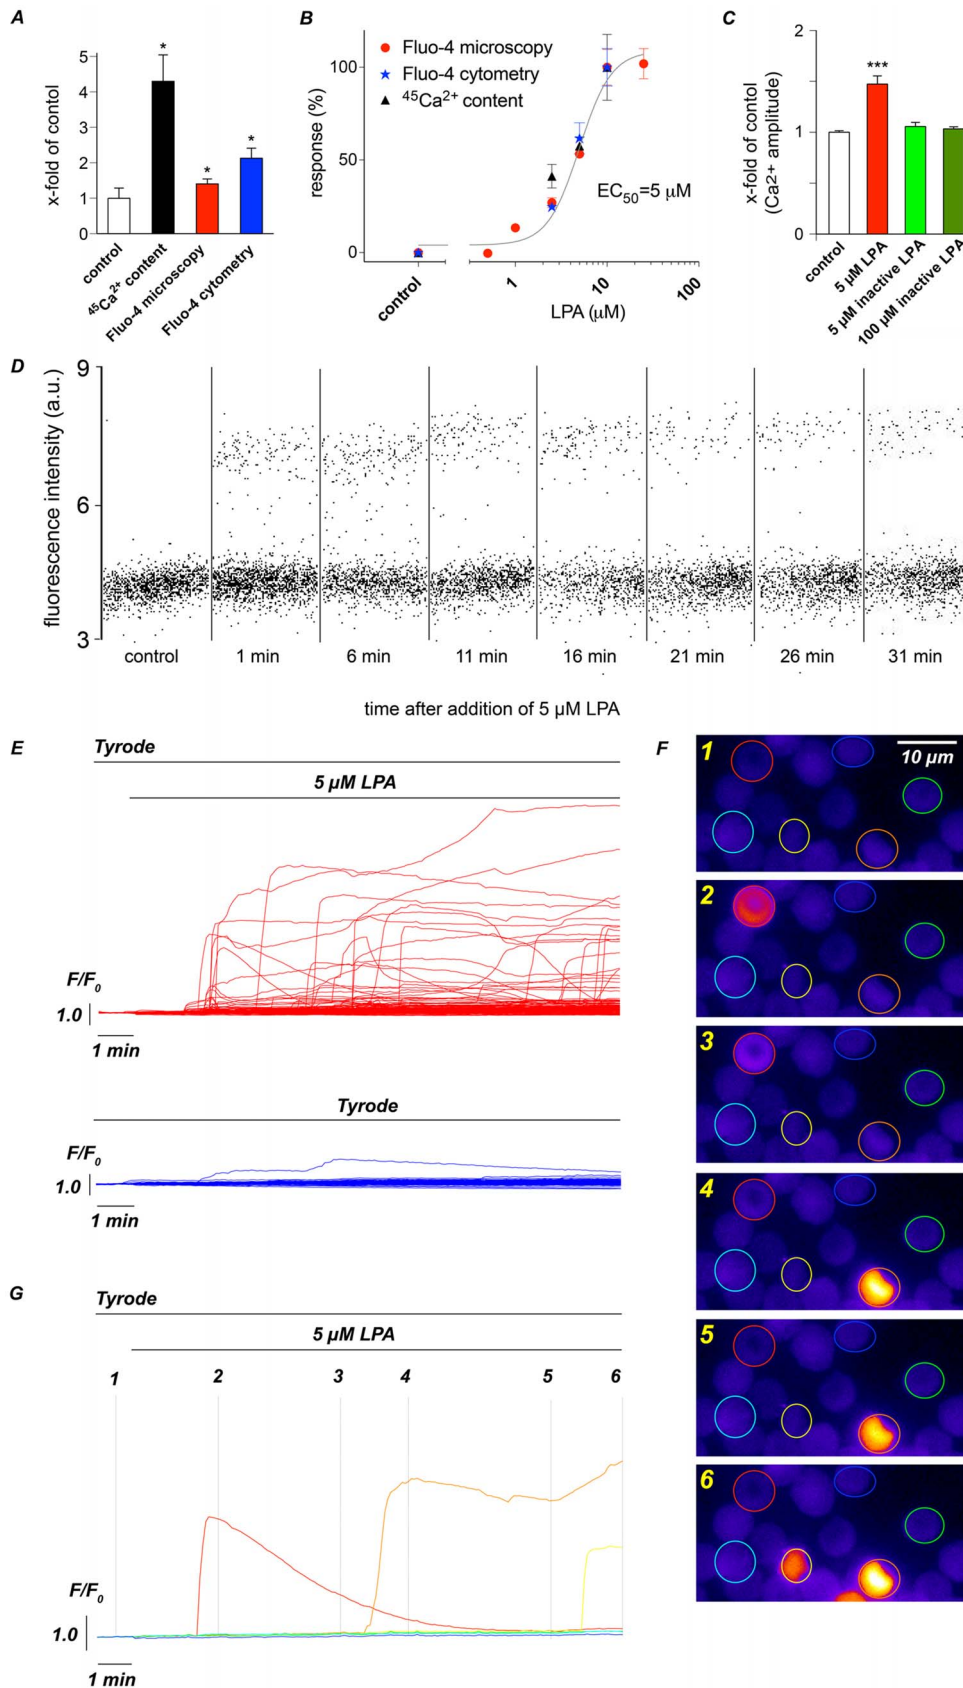 A
x-fold of contol
5
4
3
2
1
0
*
*
*
control
⁴⁵Ca²⁺ content
Fluo-4 microscopy
Fluo-4 cytometry
B
response (%)
100
50
0
Fluo-4 microscopy
Fluo-4 cytometry
⁴⁵Ca²⁺ content
EC₅₀=5 µM
control
1
10
100
LPA (µM)
C
x-fold of contol
(Ca²⁺ amplitude)
2
1
0
***
control
5 µM LPA
5 µM inactive LPA
100 µM inactive LPA
D
fluorescence intensity (a.u.)
9
6
3
control 1 min 6 min 11 min 16 min 21 min 26 min 31 min
time after addition of 5 µM LPA
E
Tyrode
5 µM LPA
F/F₀
1.0
1 min
Tyrode
F/F₀
1.0
1 min
F
1
10 µm
2
3
4
5
6
G
Tyrode
5 µM LPA
1 2 3 4 5 6
F/F₀
1.0
1 min